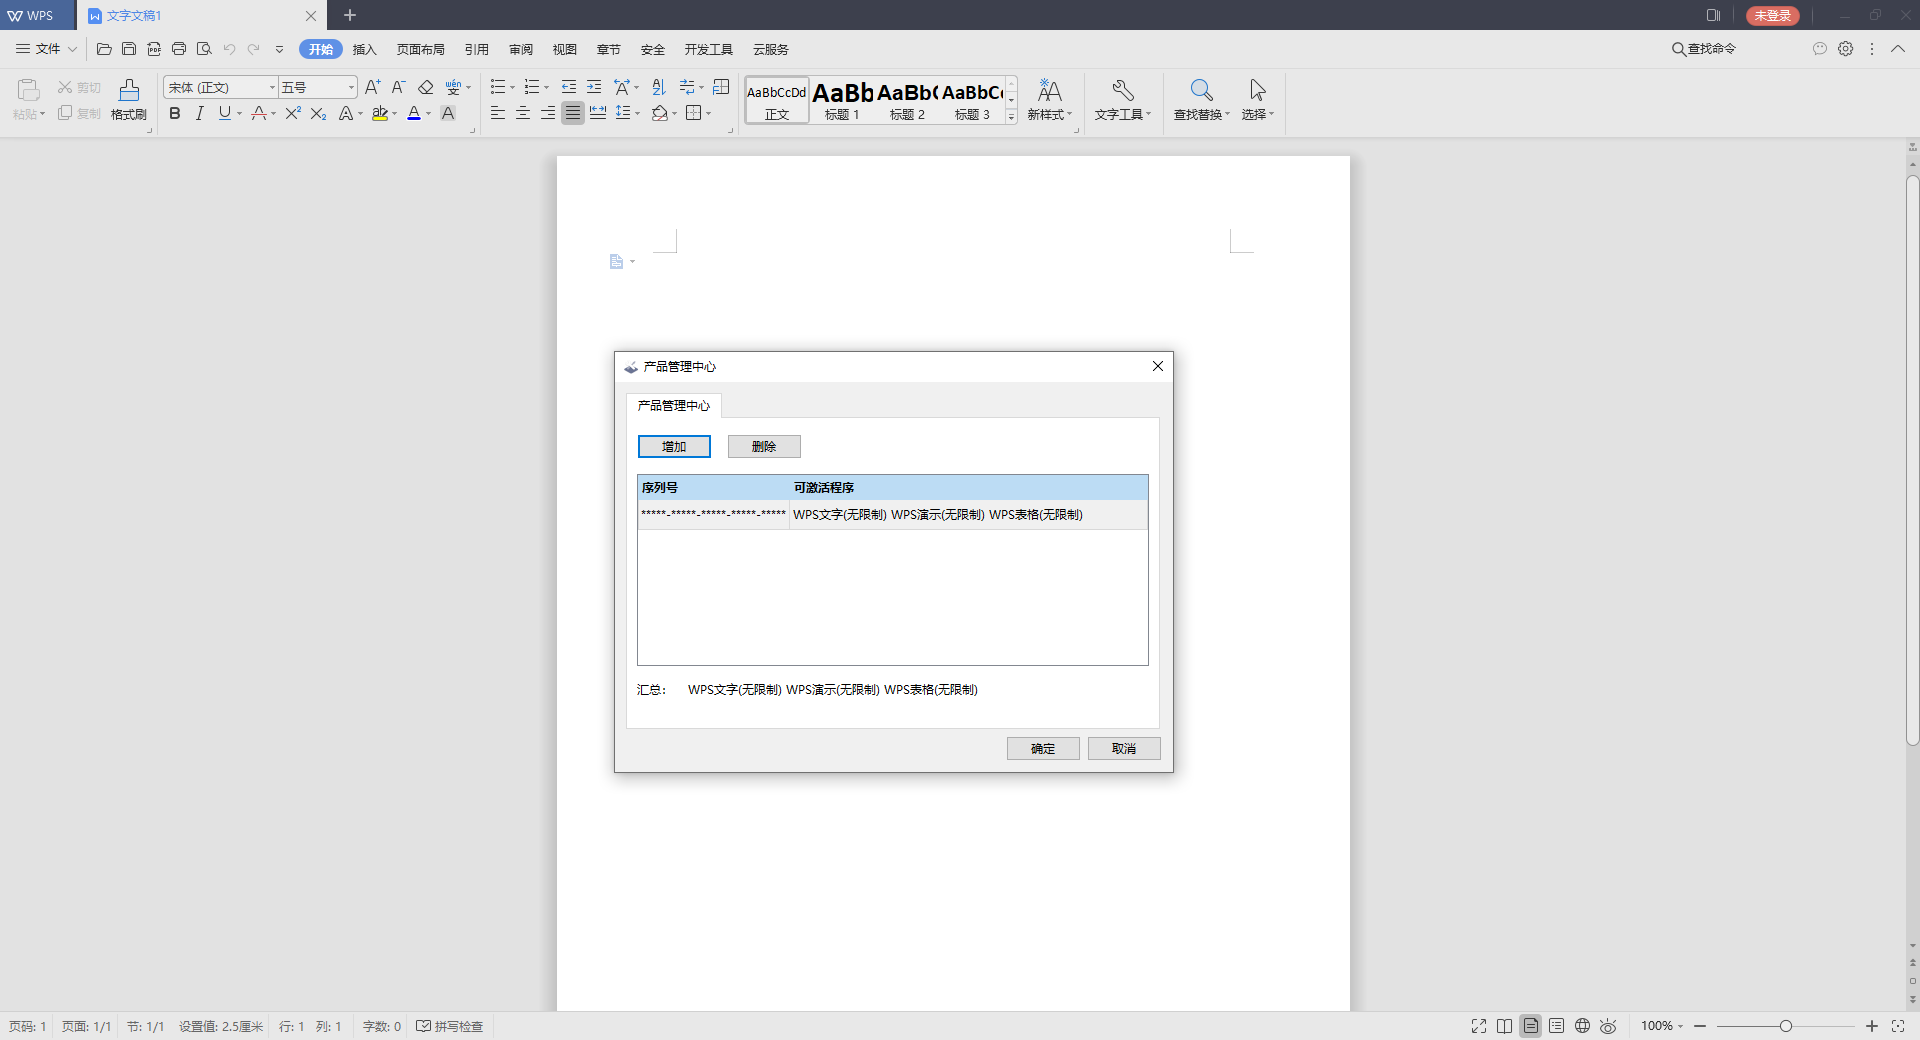 WPS 文字文稿1 未登录
文件 开始 插入 页面布局 引用 审阅 视图 章节 安全 开发工具 云服务 查找命令
粘贴 剪切 复制 格式刷
宋体 (正文) 五号 wén
B I U A X² X₂ A ab A A
AaBbCcDd AaBb AaBb( AaBbC
正文 标题 1 标题 2 标题 3 新样式 文字工具 查找替换 选择
产品管理中心
产品管理中心
增加 删除
序列号 可激活程序
*****-*****-*****-*****-***** WPS文字(无限制) WPS演示(无限制) WPS表格(无限制)
汇总: WPS文字(无限制) WPS演示(无限制) WPS表格(无限制)
确定 取消
页码: 1 页面: 1/1 节: 1/1 设置值: 2.5厘米 行: 1 列: 1 字数: 0 拼写检查 100%